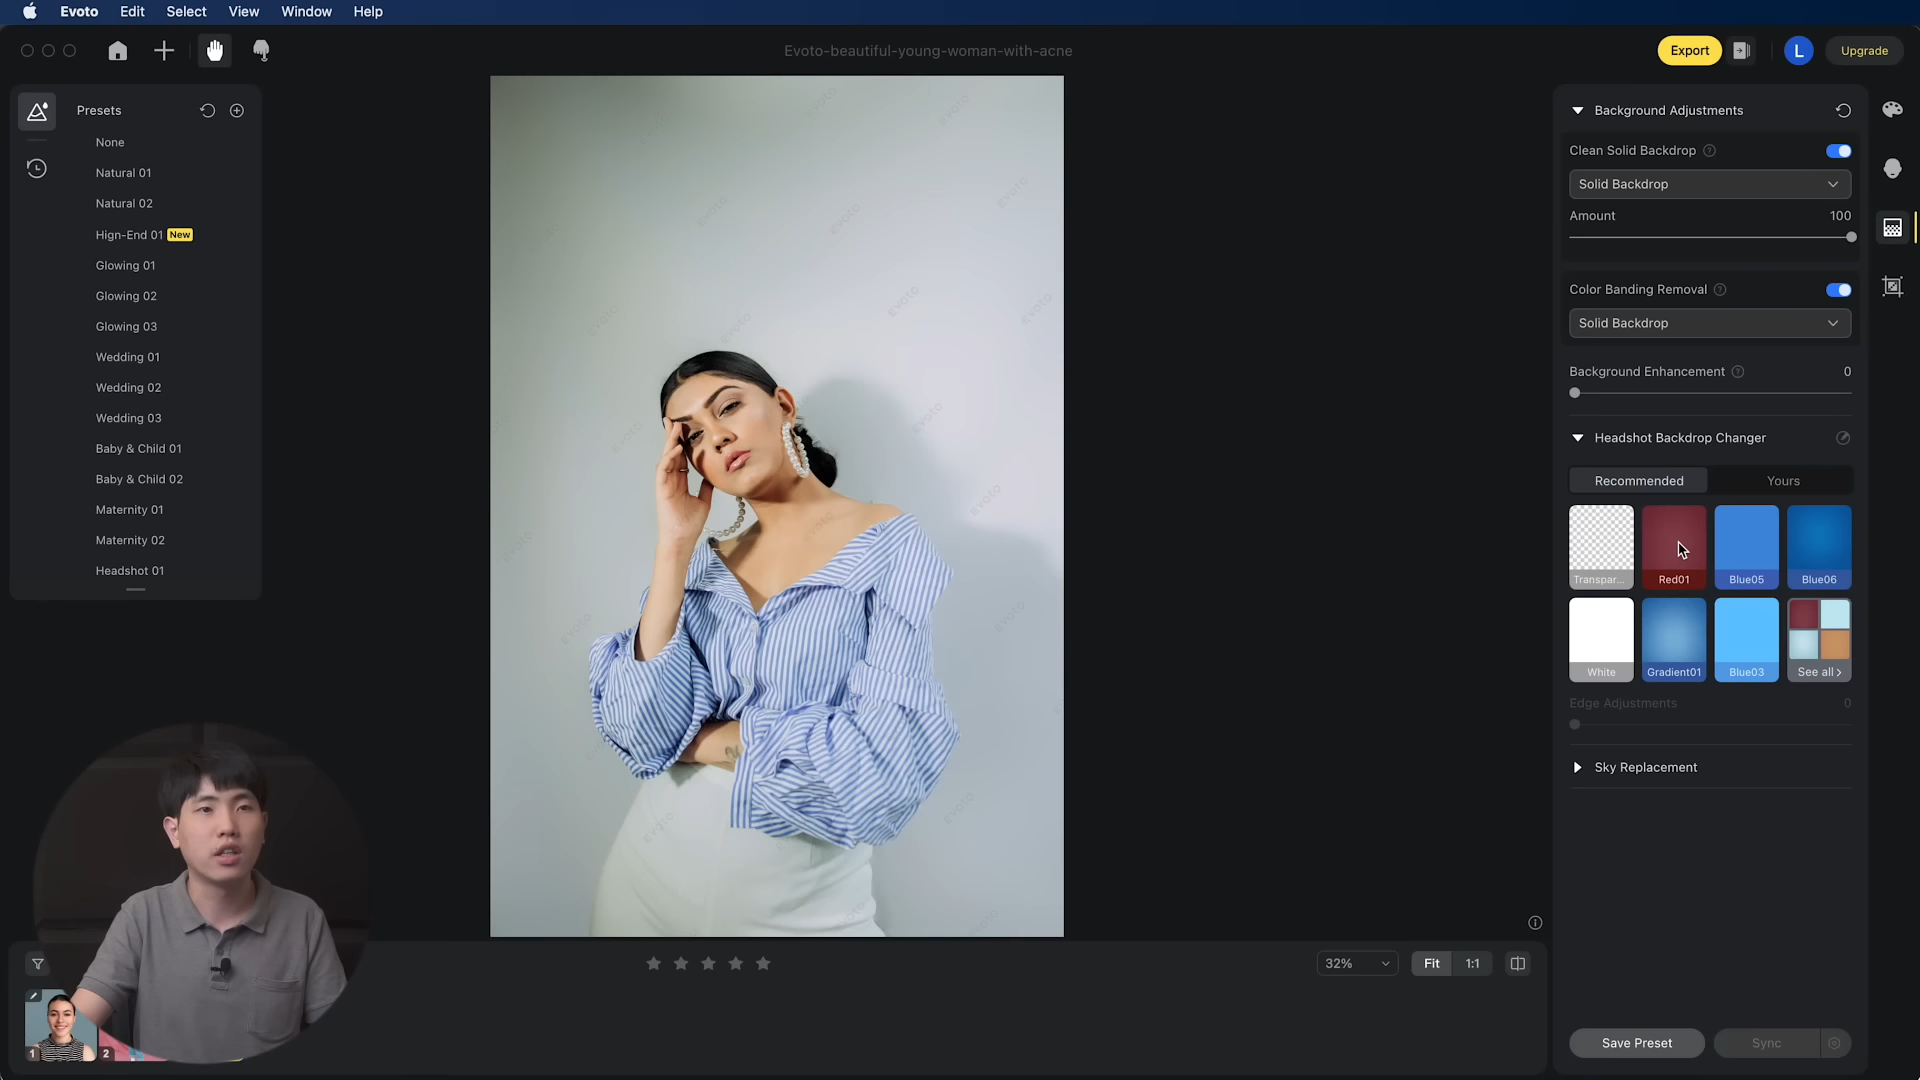 Evoto Edit Select View Window Help
Evoto-beautiful-young-woman-with-acne
Export
L
Upgrade
Presets
None
Natural 01
Natural 02
Hign-End 01 New
Glowing 01
Glowing 02
Glowing 03
Wedding 01
Wedding 02
Wedding 03
Baby & Child 01
Baby & Child 02
Maternity 01
Maternity 02
Headshot 01
Background Adjustments
Clean Solid Backdrop
Solid Backdrop
Amount 100
Color Banding Removal
Solid Backdrop
Background Enhancement 0
Headshot Backdrop Changer
Recommended Yours
Transpar... Red01 Blue05 Blue06
White Gradient01 Blue03 See all >
Edge Adjustments 0
Sky Replacement
32% Fit 1:1
1 2
Save Preset Sync